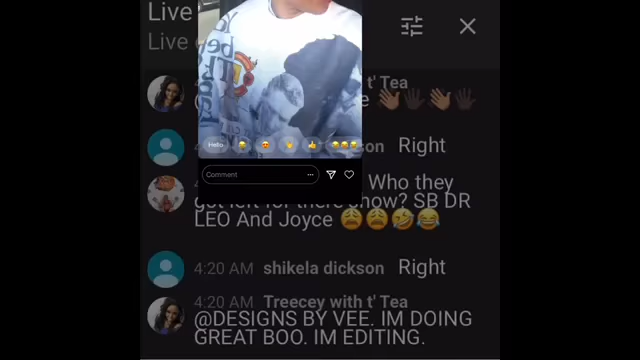 Live
Live
t' Tea
Hello
Right
Comment
Who they
got left for there show? SB DR
LEO And Joyce
4:20 AM shikela dickson Right
4:20 AM Treecey with t' Tea
@DESIGNS BY VEE. IM DOING
GREAT BOO. IM EDITING.